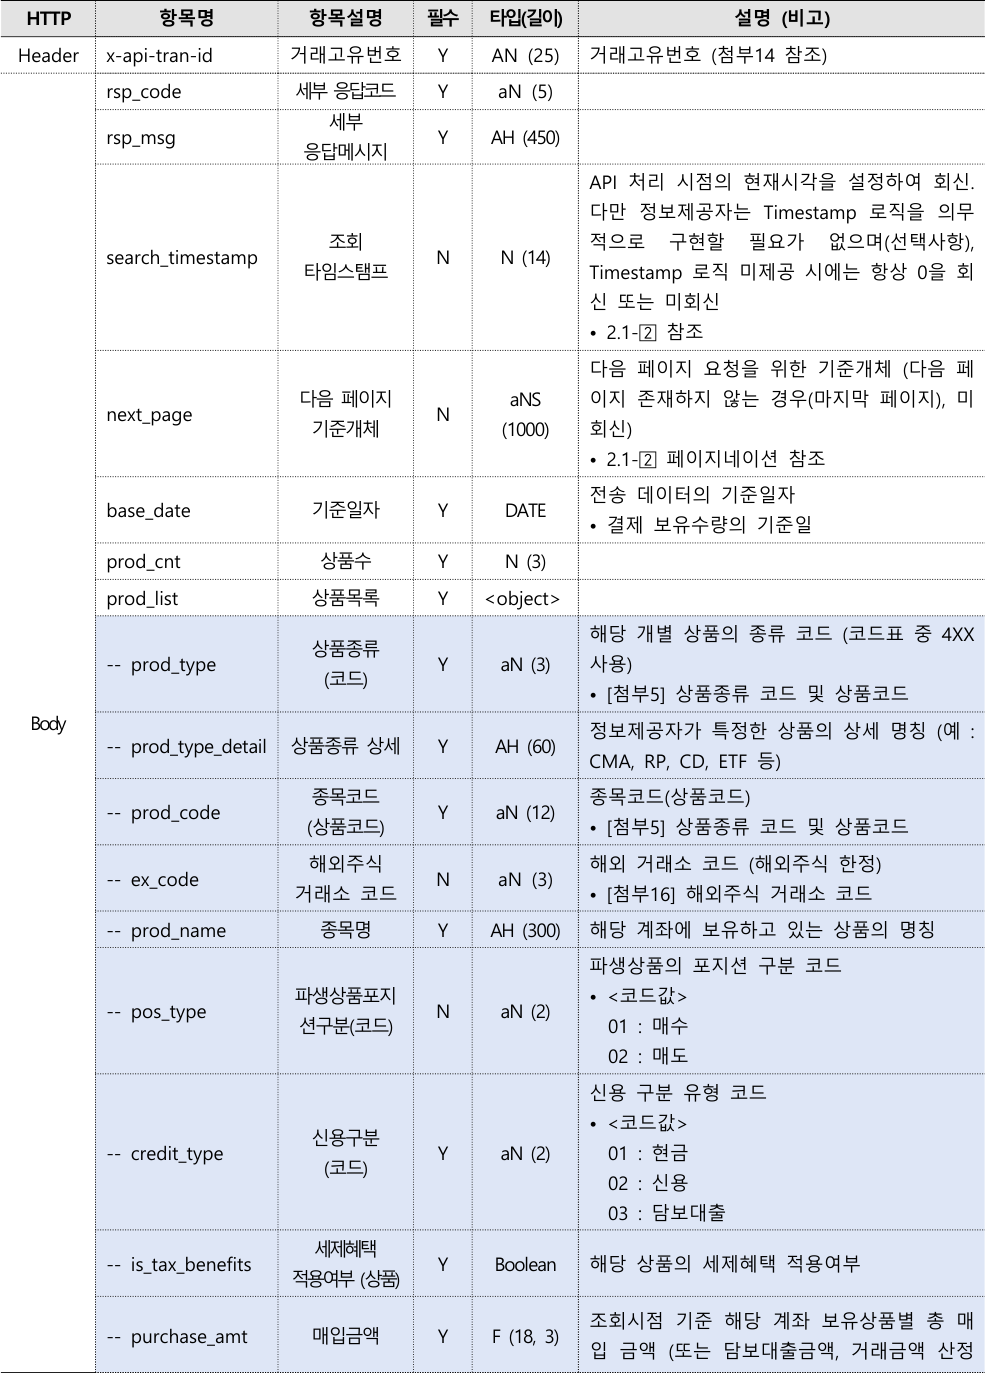 HTTP 항목명 항목설명 필수 타입(길이) 설명 (비고)
Header x-api-tran-id 거래고유번호 Y AN (25) 거래고유번호 (첨부14 참조)
Body
rsp_code 세부 응답코드 Y aN (5)
rsp_msg 세부
응답메시지 Y AH (450)
search_timestamp 조회
타임스탬프 N N (14)
API 처리 시점의 현재시각을 설정하여 회신.
다만 정보제공자는 Timestamp 로직을 의무
적으로 구현할 필요가 없으며(선택사항),
Timestamp 로직 미제공 시에는 항상 0을 회
신 또는 미회신
• 2.1-② 참조
next_page 다음 페이지
기준개체 N aNS
(1000)
다음 페이지 요청을 위한 기준개체 (다음 페
이지 존재하지 않는 경우(마지막 페이지), 미
회신)
• 2.1-② 페이지네이션 참조
base_date 기준일자 Y DATE
전송 데이터의 기준일자
• 결제 보유수량의 기준일
prod_cnt 상품수 Y N (3)
prod_list 상품목록 Y <object>
-- prod_type 상품종류
(코드) Y aN (3)
해당 개별 상품의 종류 코드 (코드표 중 4XX
사용)
• [첨부5] 상품종류 코드 및 상품코드
-- prod_type_detail 상품종류 상세 Y AH (60)
정보제공자가 특정한 상품의 상세 명칭 (예 :
CMA, RP, CD, ETF 등)
-- prod_code 종목코드
(상품코드) Y aN (12)
종목코드(상품코드)
• [첨부5] 상품종류 코드 및 상품코드
-- ex_code 해외주식
거래소 코드 N aN (3)
해외 거래소 코드 (해외주식 한정)
• [첨부16] 해외주식 거래소 코드
-- prod_name 종목명 Y AH (300) 해당 계좌에 보유하고 있는 상품의 명칭
-- pos_type 파생상품포지
션구분(코드) N aN (2)
파생상품의 포지션 구분 코드
• <코드값>
01 : 매수
02 : 매도
-- credit_type 신용구분
(코드) Y aN (2)
신용 구분 유형 코드
• <코드값>
01 : 현금
02 : 신용
03 : 담보대출
-- is_tax_benefits 세제혜택
적용여부 (상품) Y Boolean 해당 상품의 세제혜택 적용여부
-- purchase_amt 매입금액 Y F (18, 3)
조회시점 기준 해당 계좌 보유상품별 총 매
입 금액 (또는 담보대출금액, 거래금액 산정